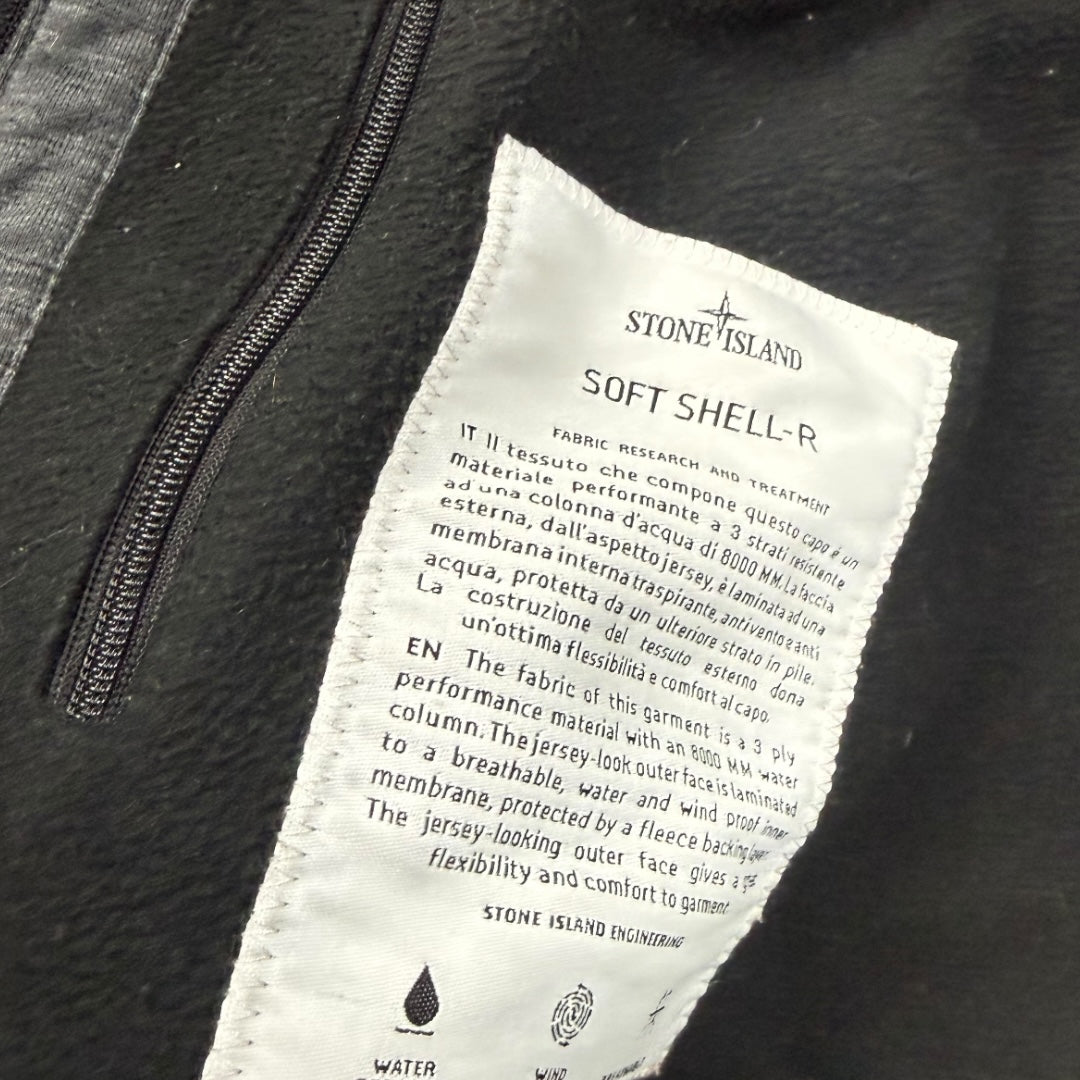 STONE ISLAND
SOFT SHELL-R
FABRIC RESEARCH AND TREATMENT
IT Il tessuto che compone questo capo è un
materiale performante a 3 strati resistente
ad una colonna d'acqua di 8000 MM. La faccia
esterna, dall'aspetto jersey, è laminata ad una
membrana interna traspirante, antivento e anti
acqua, protetta da un ulteriore strato in pile.
La costruzione del tessuto esterno dona
un'ottima flessibilità e comfort al capo.
EN The fabric of this garment is a 3 ply
performance material with an 8000 MM water
column. The jersey-look outer face is laminated
to a breathable, water and wind proof inner
membrane, protected by a fleece backing layer.
The jersey-looking outer face gives a
flexibility and comfort to garment
STONE ISLAND ENGINEERING
WATER
WIND